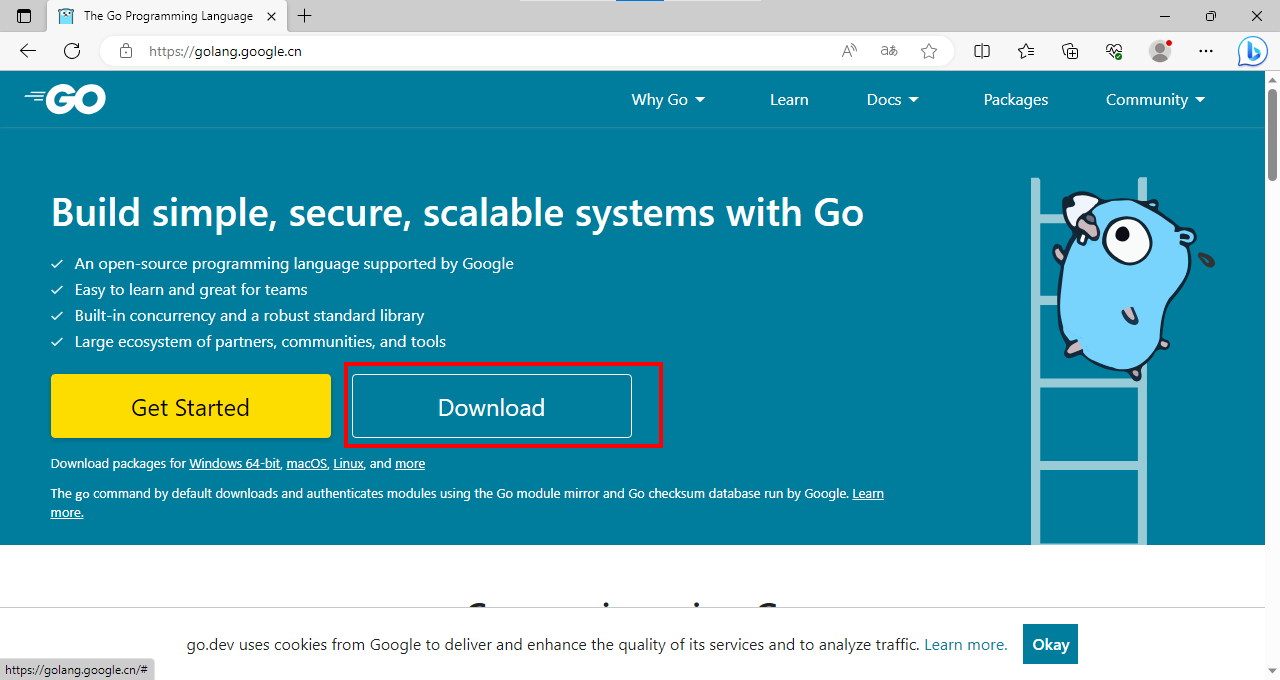 The Go Programming Language
https://golang.google.cn
GO
Why Go
Learn
Docs
Packages
Community
Build simple, secure, scalable systems with Go
An open-source programming language supported by Google
Easy to learn and great for teams
Built-in concurrency and a robust standard library
Large ecosystem of partners, communities, and tools
Get Started
Download
Download packages for Windows 64-bit, macOS, Linux, and more
The go command by default downloads and authenticates modules using the Go module mirror and Go checksum database run by Google. Learn
more.
go.dev uses cookies from Google to deliver and enhance the quality of its services and to analyze traffic. Learn more.
Okay
https://golang.google.cn/#